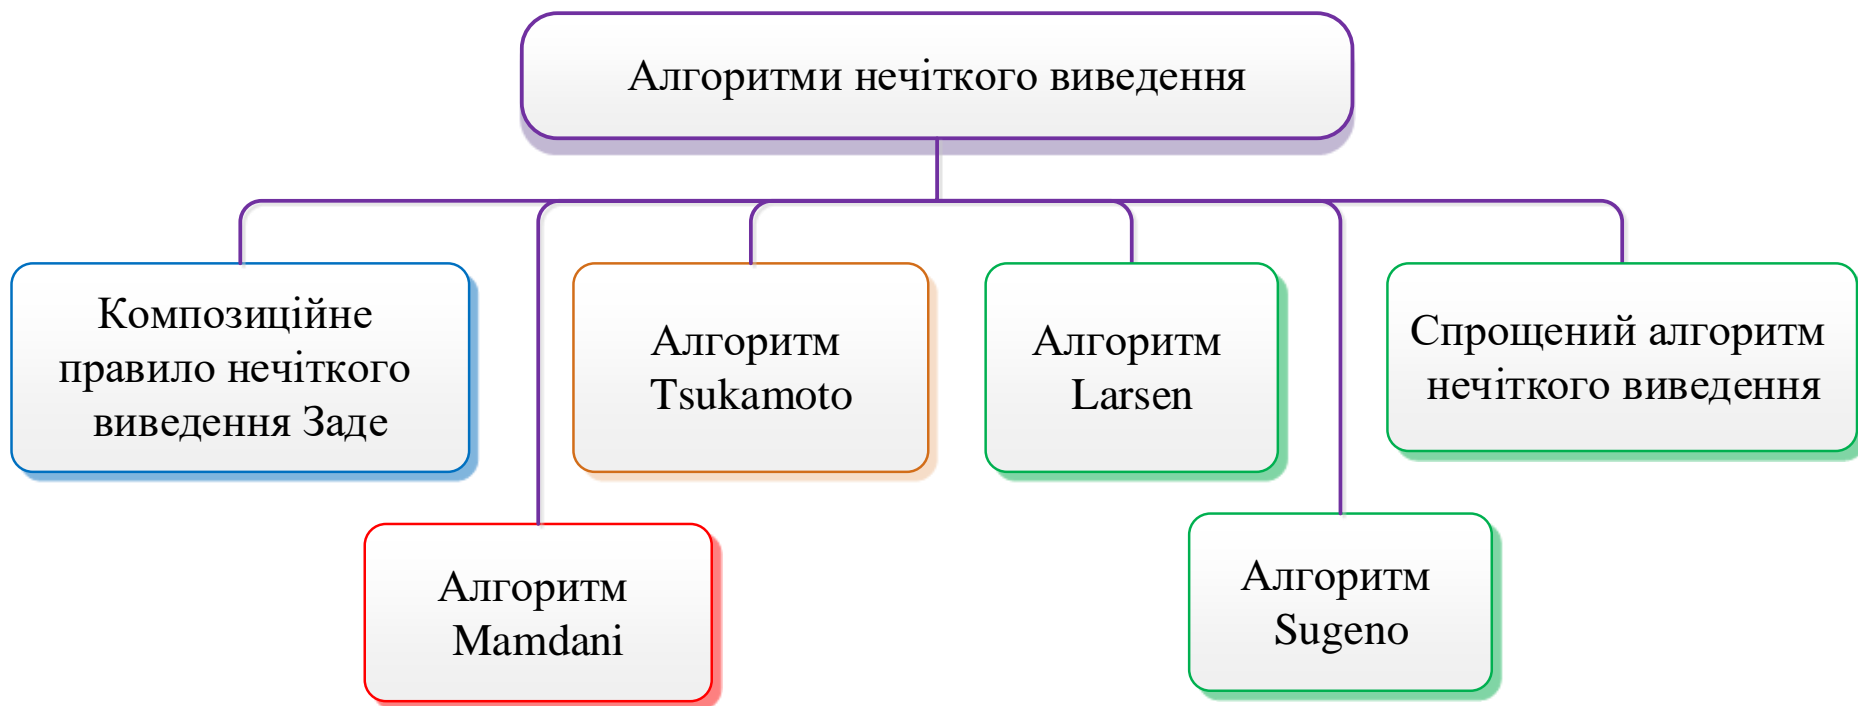 Алгоритми нечіткого виведення
Композиційне
правило нечіткого
виведення Заде
Алгоритм
Tsukamoto
Алгоритм
Larsen
Спрощений алгоритм
нечіткого виведення
Алгоритм
Mamdani
Алгоритм
Sugeno